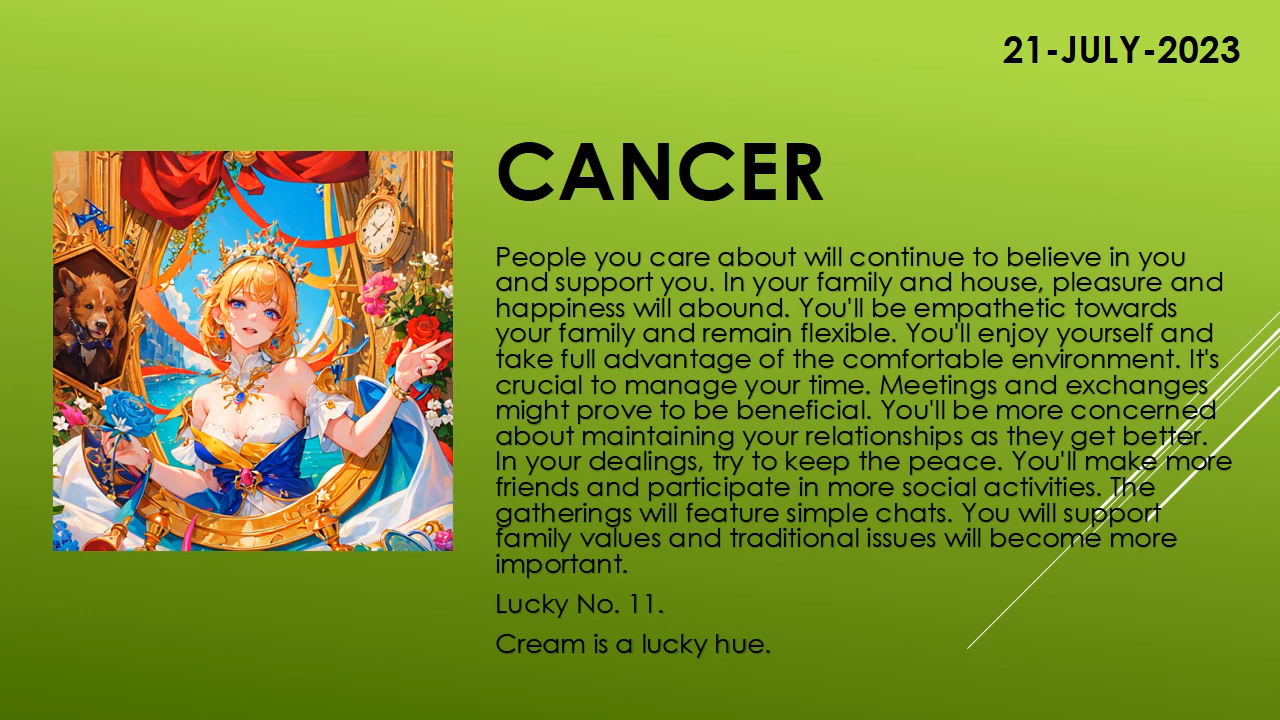 21-JULY-2023
CANCER
People you care about will continue to believe in you
and support you. In your family and house, pleasure and
happiness will abound. You'll be empathetic towards
your family and remain flexible. You'll enjoy yourself and
take full advantage of the comfortable environment. It's
crucial to manage your time. Meetings and exchanges
might prove to be beneficial. You'll be more concerned
about maintaining your relationships as they get better.
In your dealings, try to keep the peace. You'll make more
friends and participate in more social activities. The
gatherings will feature simple chats. You will support
family values and traditional issues will become more
important.
Lucky No. 11.
Cream is a lucky hue.